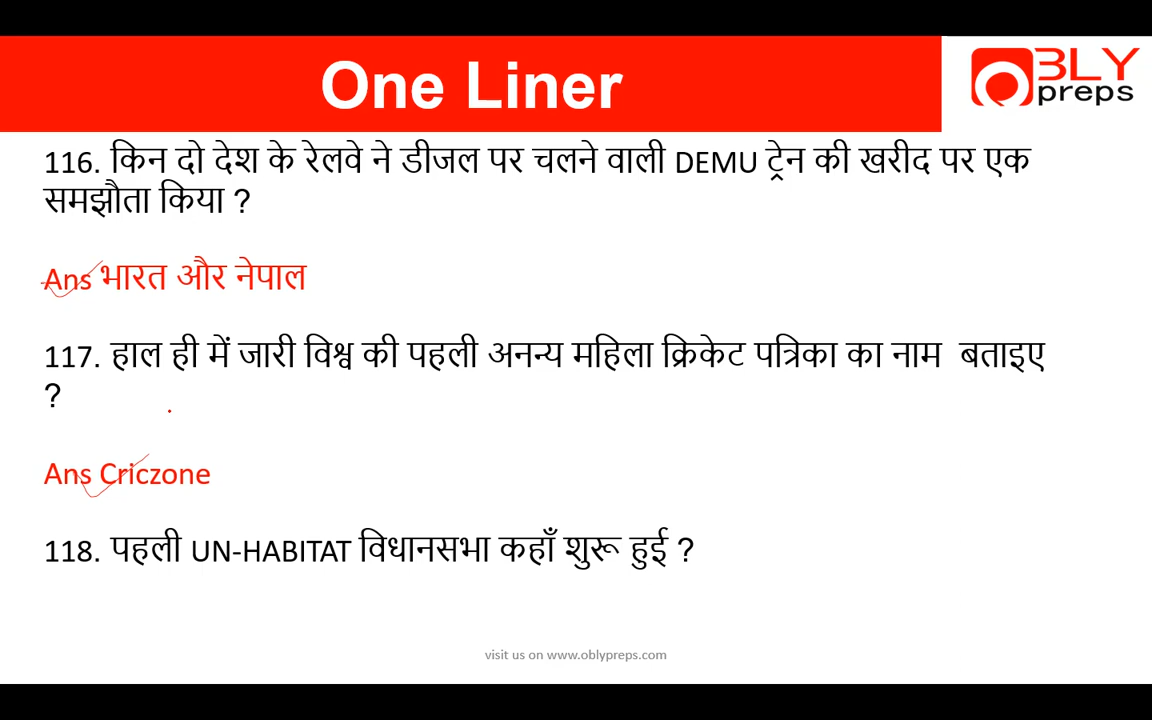 One Liner
OBLY
preps
116. किन दो देश के रेलवे ने डीजल पर चलने वाली DEMU ट्रेन की खरीद पर एक
समझौता किया ?
Ans भारत और नेपाल
117. हाल ही में जारी विश्व की पहली अनन्य महिला क्रिकेट पत्रिका का नाम बताइए
?
Ans Criczone
118. पहली UN-HABITAT विधानसभा कहाँ शुरू हुई ?
visit us on www.oblypreps.com